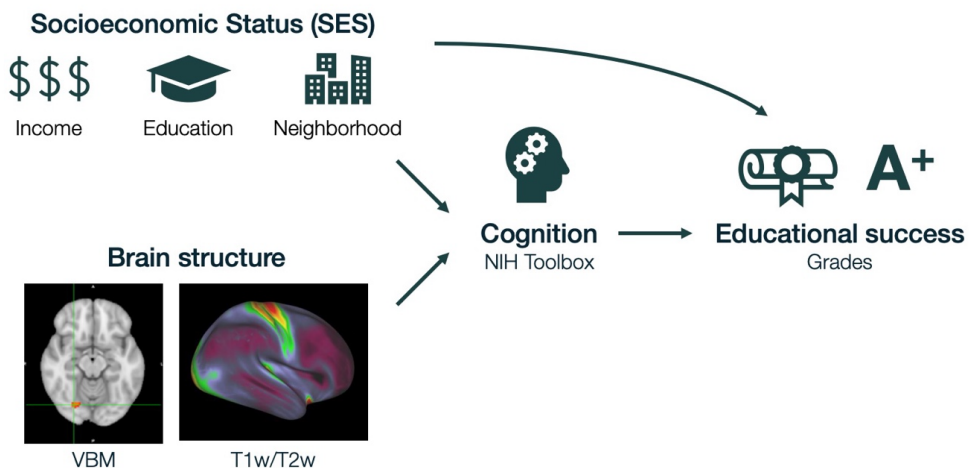 Socioeconomic Status (SES)
$ $ $
Income
Education
Neighborhood
A+
Cognition
NIH Toolbox
Educational success
Grades
Brain structure
VBM
T1w/T2w